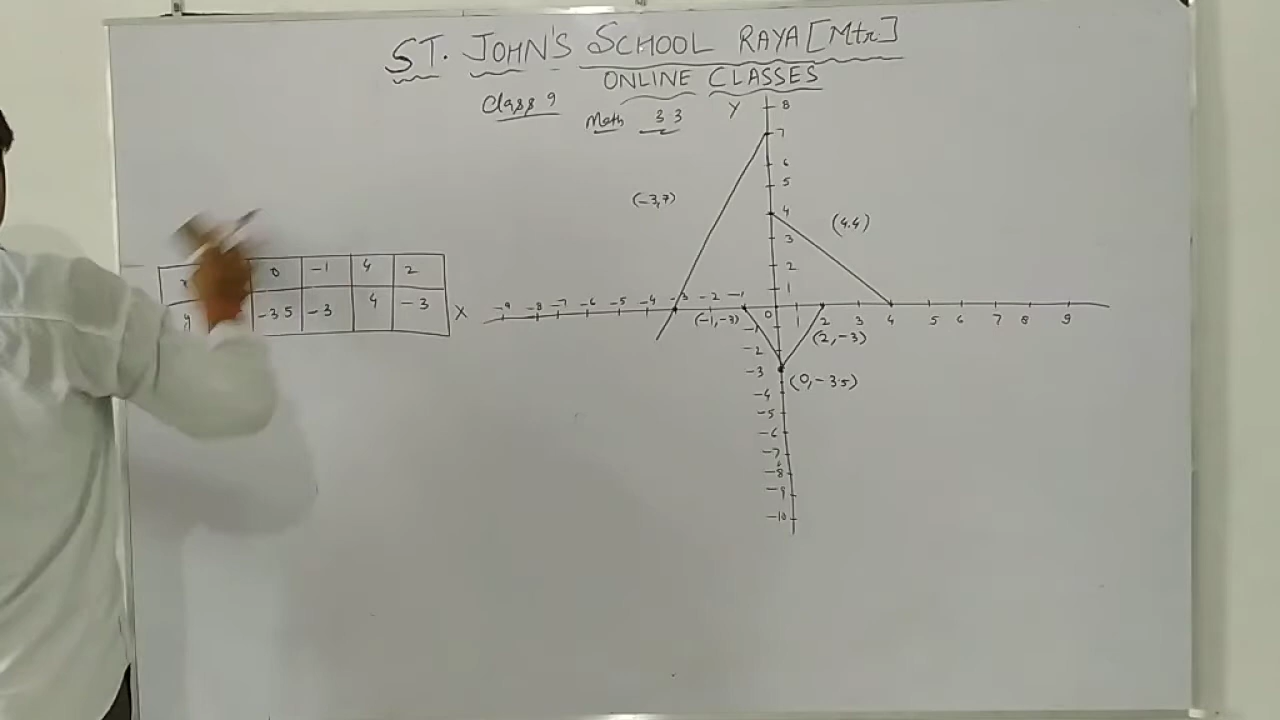 ST. JOHN'S SCHOOL RAYA [Mtr]
ONLINE CLASSES
Class 9
Math 3 3
Y
8
7
6
5
4
3
2
1
(-3,7)
(4.4)
x 0 -1 4 2
y -3 5 -3 4 -3
X -9 -8 -7 -6 -5 -4 -3 -2 -1 0 1 2 3 4 5 6 7 8 9
(-1,-3)
(2,-3)
(0,-3.5)
-1
-2
-3
-4
-5
-6
-7
-8
-9
-10